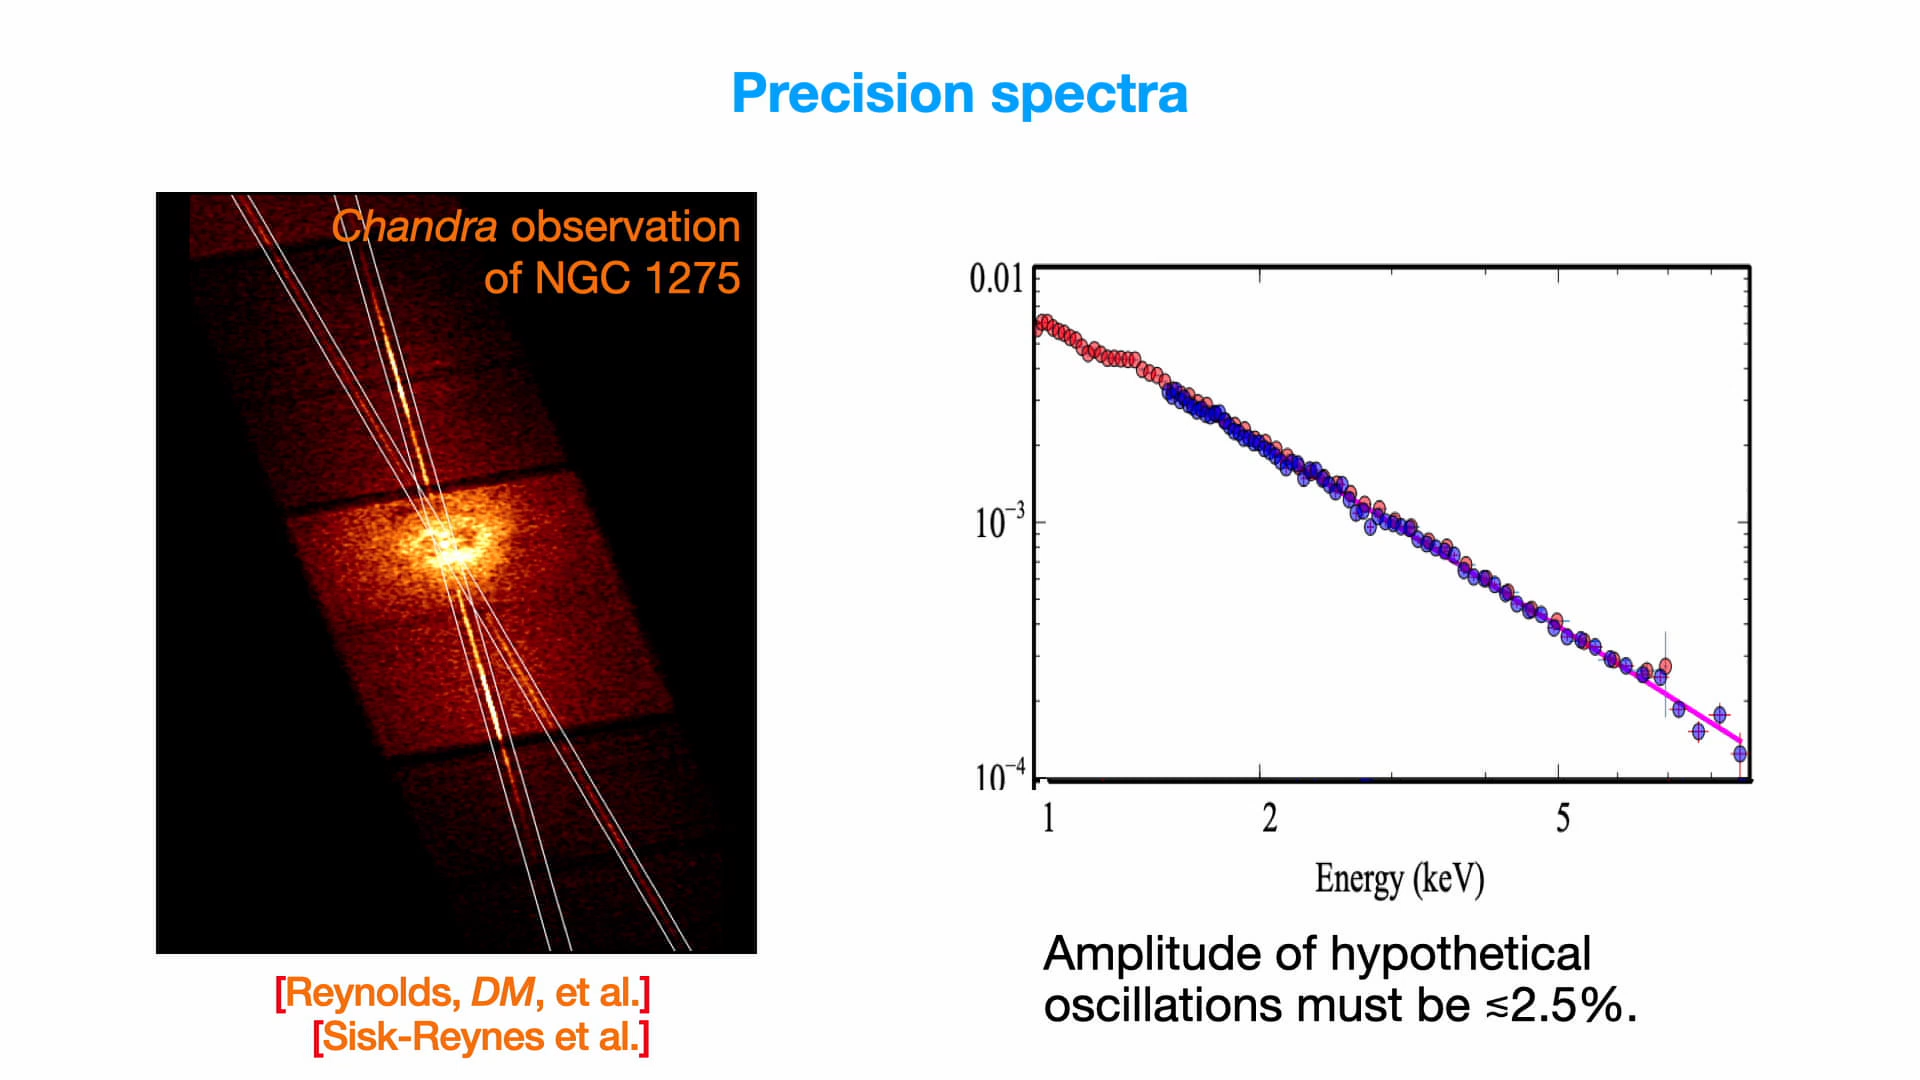 Precision spectra
Chandra observation
of NGC 1275
[Reynolds, DM, et al.]
[Sisk-Reynes et al.]
0.01
10⁻³
10⁻⁴
1 2 5
Energy (keV)
Amplitude of hypothetical
oscillations must be ≲2.5%.